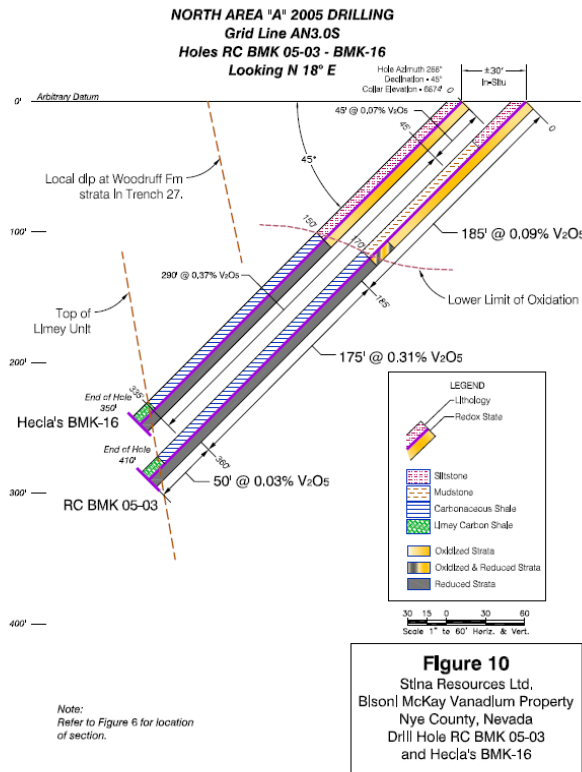 NORTH AREA "A" 2005 DRILLING
Grid Line AN3.0S
Holes RC BMK 05-03 - BMK-16
Looking N 18° E
Hole Azimuth 266°
Declination - 45°
Collar Elevation - 6674'
±30°
In-Situ
0'
Arbitrary Datum
0
0
45' @ 0.07% V2O5
45'
45°
Local dip at Woodruff Fm
strata in Trench 27.
100'
150'
170'
185' @ 0.09% V2O5
290' @ 0.37% V2O5
185'
Lower Limit of Oxidation
Top of
Limey Unit
200'
175' @ 0.31% V2O5
335'
End of Hole
350'
Hecla's BMK-16
End of Hole
410'
360'
50' @ 0.03% V2O5
300'
RC BMK 05-03
LEGEND
Lithology
Redox State
Siltstone
Mudstone
Carbonaceous Shale
Limey Carbon Shale
Oxidized Strata
Oxidized & Reduced Strata
Reduced Strata
30 15 0 30 60
Scale 1" to 60' Horiz. & Vert.
400'
Note:
Refer to Figure 6 for location
of section.
Figure 10
Stina Resources Ltd.
Bisoni McKay Vanadium Property
Nye County, Nevada
Drill Hole RC BMK 05-03
and Hecla's BMK-16